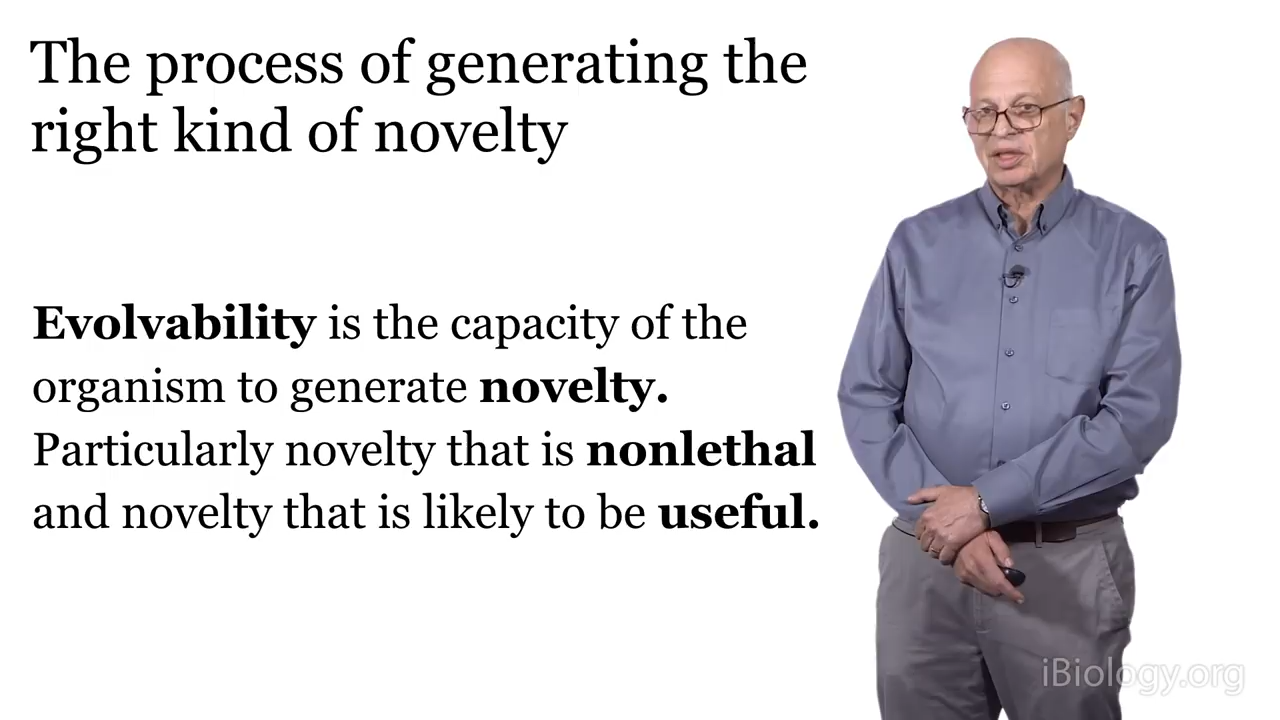 The process of generating the
right kind of novelty
Evolvability is the capacity of the
organism to generate novelty.
Particularly novelty that is nonlethal
and novelty that is likely to be useful.
iBiology.org